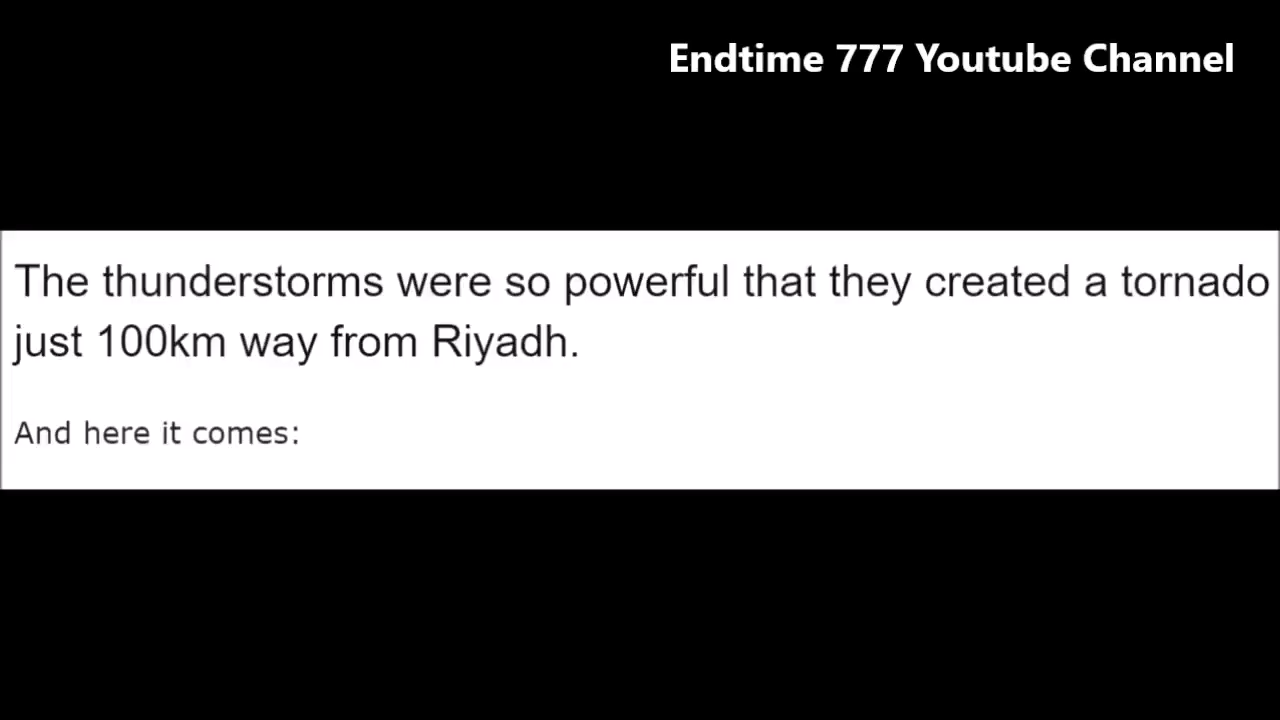 Endtime 777 Youtube Channel
The thunderstorms were so powerful that they created a tornado
just 100km way from Riyadh.
And here it comes: